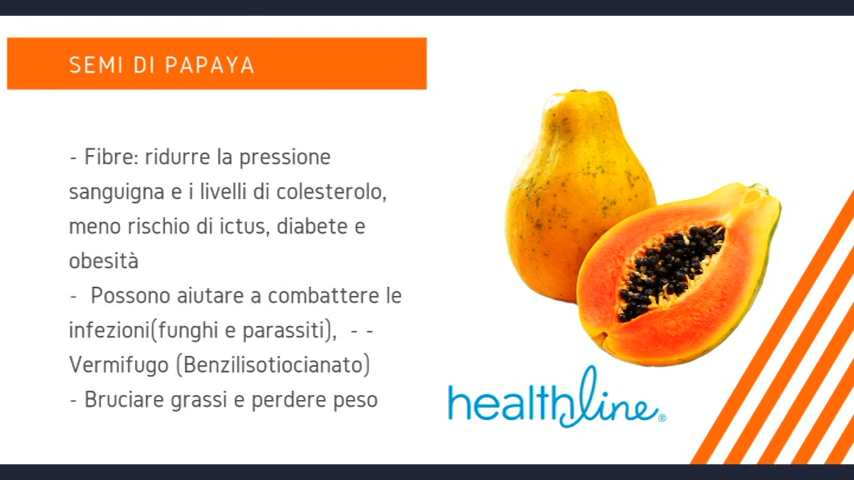 SEMI DI PAPAYA
- Fibre: ridurre la pressione
sanguigna e i livelli di colesterolo,
meno rischio di ictus, diabete e
obesità
-  Possono aiutare a combattere le
infezioni(funghi e parassiti),  - -
Vermifugo (Benzilisotiocianato)
- Bruciare grassi e perdere peso
healthline®